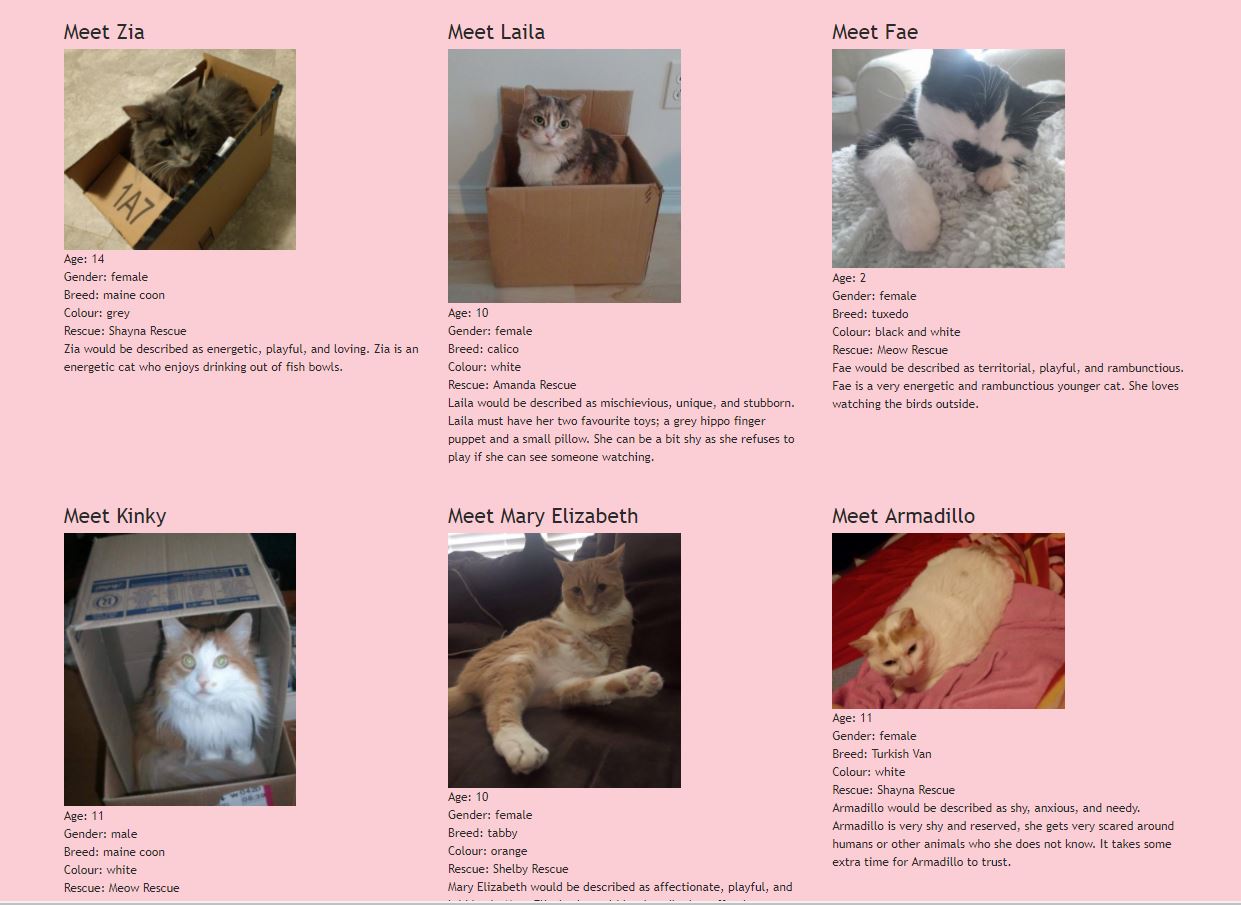 Meet Zia
1A7
Age: 14
Gender: female
Breed: maine coon
Colour: grey
Rescue: Shayna Rescue
Zia would be described as energetic, playful, and loving. Zia is an
energetic cat who enjoys drinking out of fish bowls.
Meet Laila
Age: 10
Gender: female
Breed: calico
Colour: white
Rescue: Amanda Rescue
Laila would be described as mischievious, unique, and stubborn.
Laila must have her two favourite toys; a grey hippo finger
puppet and a small pillow. She can be a bit shy as she refuses to
play if she can see someone watching.
Meet Fae
Age: 2
Gender: female
Breed: tuxedo
Colour: black and white
Rescue: Meow Rescue
Fae would be described as territorial, playful, and rambunctious.
Fae is a very energetic and rambunctious younger cat. She loves
watching the birds outside.
Meet Kinky
Age: 11
Gender: male
Breed: maine coon
Colour: white
Rescue: Meow Rescue
Meet Mary Elizabeth
Age: 10
Gender: female
Breed: tabby
Colour: orange
Rescue: Shelby Rescue
Mary Elizabeth would be described as affectionate, playful, and
Meet Armadillo
Age: 11
Gender: female
Breed: Turkish Van
Colour: white
Rescue: Shayna Rescue
Armadillo would be described as shy, anxious, and needy.
Armadillo is very shy and reserved, she gets very scared around
humans or other animals who she does not know. It takes some
extra time for Armadillo to trust.